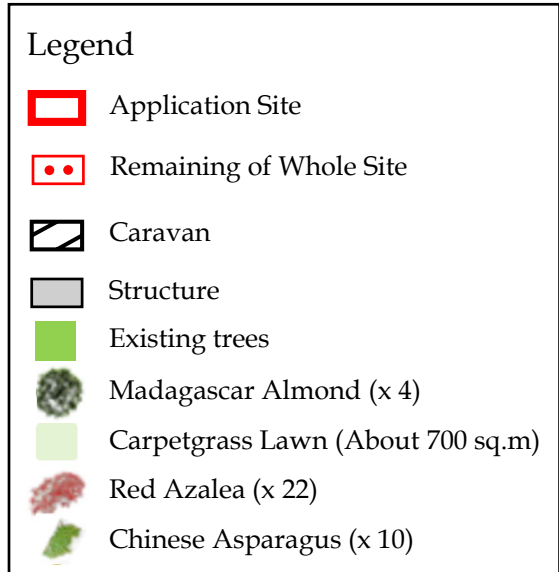 Legend
Application Site
Remaining of Whole Site
Caravan
Structure
Existing trees
Madagascar Almond (x 4)
Carpetgrass Lawn (About 700 sq.m)
Red Azalea (x 22)
Chinese Asparagus (x 10)